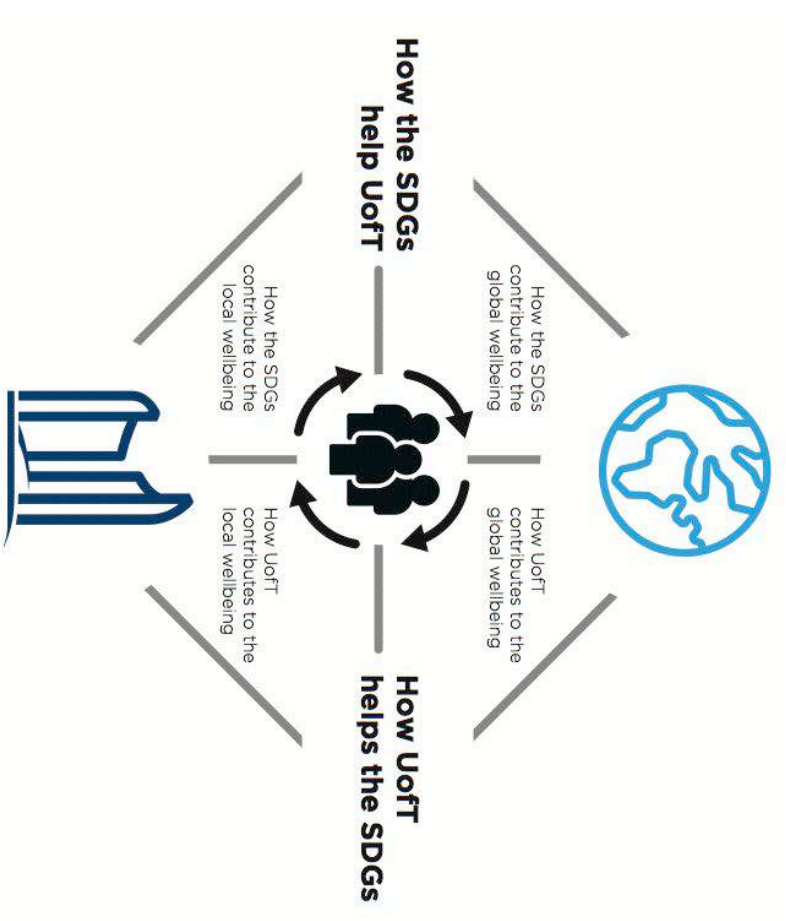 How the SDGs
contribute to the
global wellbeing
How UofT
contributes to the
global wellbeing
How the SDGs
help UofT
How UofT
helps the SDGs
How the SDGs
contribute to the
local wellbeing
How UofT
contributes to the
local wellbeing